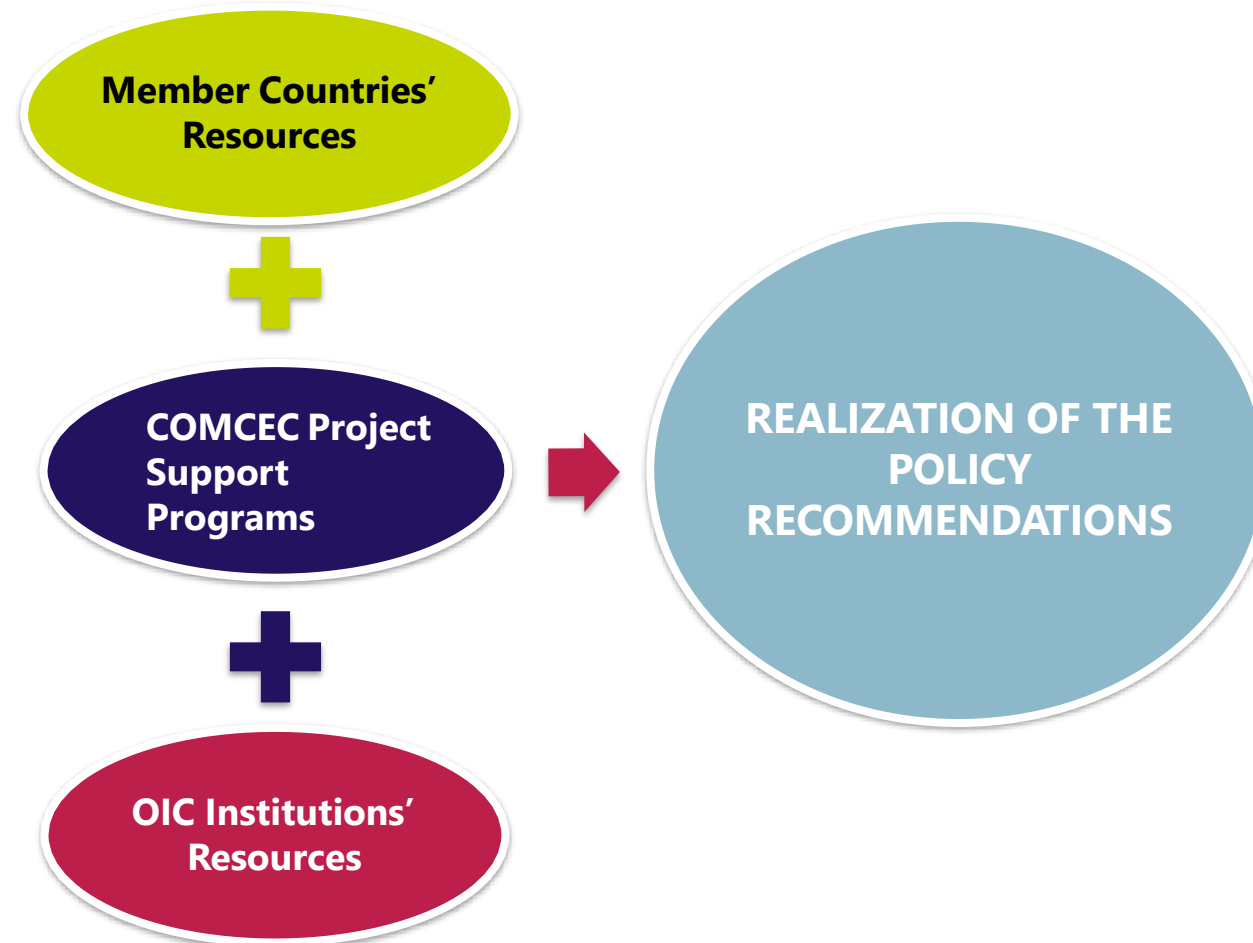 Member Countries’
Resources
COMCEC Project
Support
Programs
OIC Institutions’
Resources
REALIZATION OF THE
POLICY
RECOMMENDATIONS